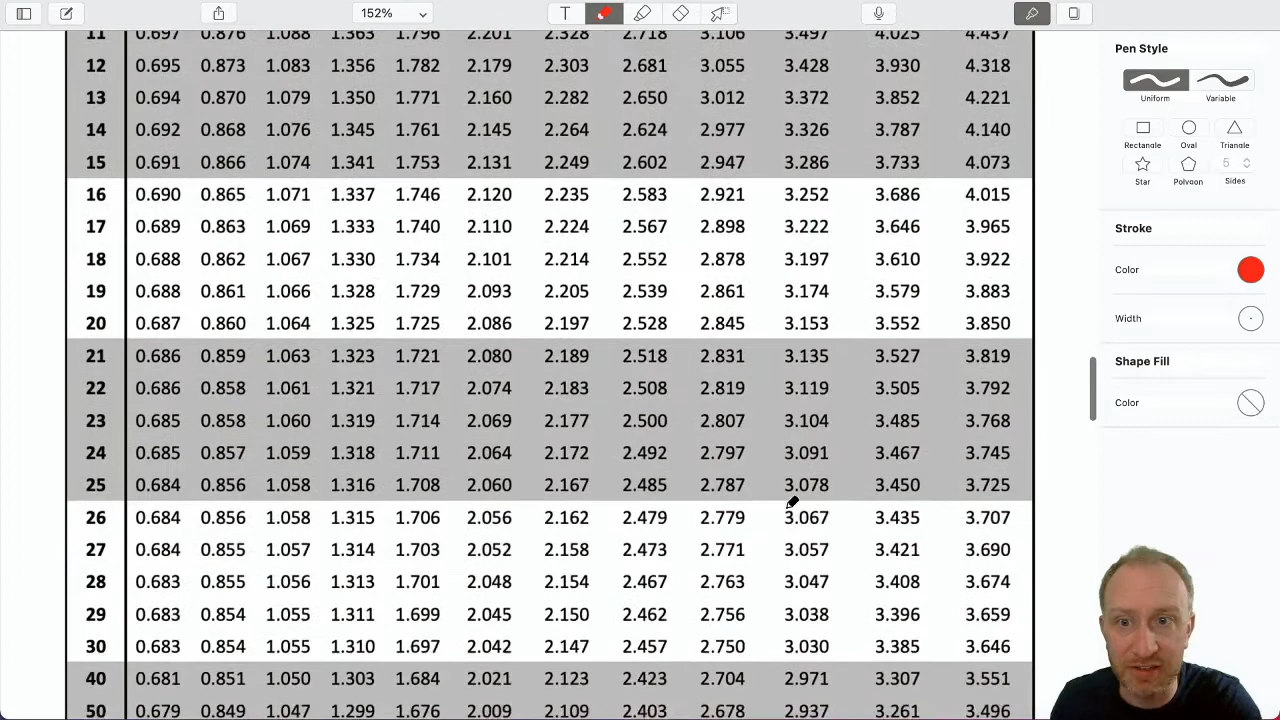 152%
T
11 0.697 0.876 1.088 1.363 1.796 2.201 2.328 2.718 3.106 3.497 4.025 4.437
12 0.695 0.873 1.083 1.356 1.782 2.179 2.303 2.681 3.055 3.428 3.930 4.318
13 0.694 0.870 1.079 1.350 1.771 2.160 2.282 2.650 3.012 3.372 3.852 4.221
14 0.692 0.868 1.076 1.345 1.761 2.145 2.264 2.624 2.977 3.326 3.787 4.140
15 0.691 0.866 1.074 1.341 1.753 2.131 2.249 2.602 2.947 3.286 3.733 4.073
16 0.690 0.865 1.071 1.337 1.746 2.120 2.235 2.583 2.921 3.252 3.686 4.015
17 0.689 0.863 1.069 1.333 1.740 2.110 2.224 2.567 2.898 3.222 3.646 3.965
18 0.688 0.862 1.067 1.330 1.734 2.101 2.214 2.552 2.878 3.197 3.610 3.922
19 0.688 0.861 1.066 1.328 1.729 2.093 2.205 2.539 2.861 3.174 3.579 3.883
20 0.687 0.860 1.064 1.325 1.725 2.086 2.197 2.528 2.845 3.153 3.552 3.850
21 0.686 0.859 1.063 1.323 1.721 2.080 2.189 2.518 2.831 3.135 3.527 3.819
22 0.686 0.858 1.061 1.321 1.717 2.074 2.183 2.508 2.819 3.119 3.505 3.792
23 0.685 0.858 1.060 1.319 1.714 2.069 2.177 2.500 2.807 3.104 3.485 3.768
24 0.685 0.857 1.059 1.318 1.711 2.064 2.172 2.492 2.797 3.091 3.467 3.745
25 0.684 0.856 1.058 1.316 1.708 2.060 2.167 2.485 2.787 3.078 3.450 3.725
26 0.684 0.856 1.058 1.315 1.706 2.056 2.162 2.479 2.779 3.067 3.435 3.707
27 0.684 0.855 1.057 1.314 1.703 2.052 2.158 2.473 2.771 3.057 3.421 3.690
28 0.683 0.855 1.056 1.313 1.701 2.048 2.154 2.467 2.763 3.047 3.408 3.674
29 0.683 0.854 1.055 1.311 1.699 2.045 2.150 2.462 2.756 3.038 3.396 3.659
30 0.683 0.854 1.055 1.310 1.697 2.042 2.147 2.457 2.750 3.030 3.385 3.646
40 0.681 0.851 1.050 1.303 1.684 2.021 2.123 2.423 2.704 2.971 3.307 3.551
50 0.679 0.849 1.047 1.299 1.676 2.009 2.109 2.403 2.678 2.937 3.261 3.496
Pen Style
Uniform Variable
Rectangle Oval Triangle
5
Star Polygon Sides
Stroke
Color
Width
Shape Fill
Color